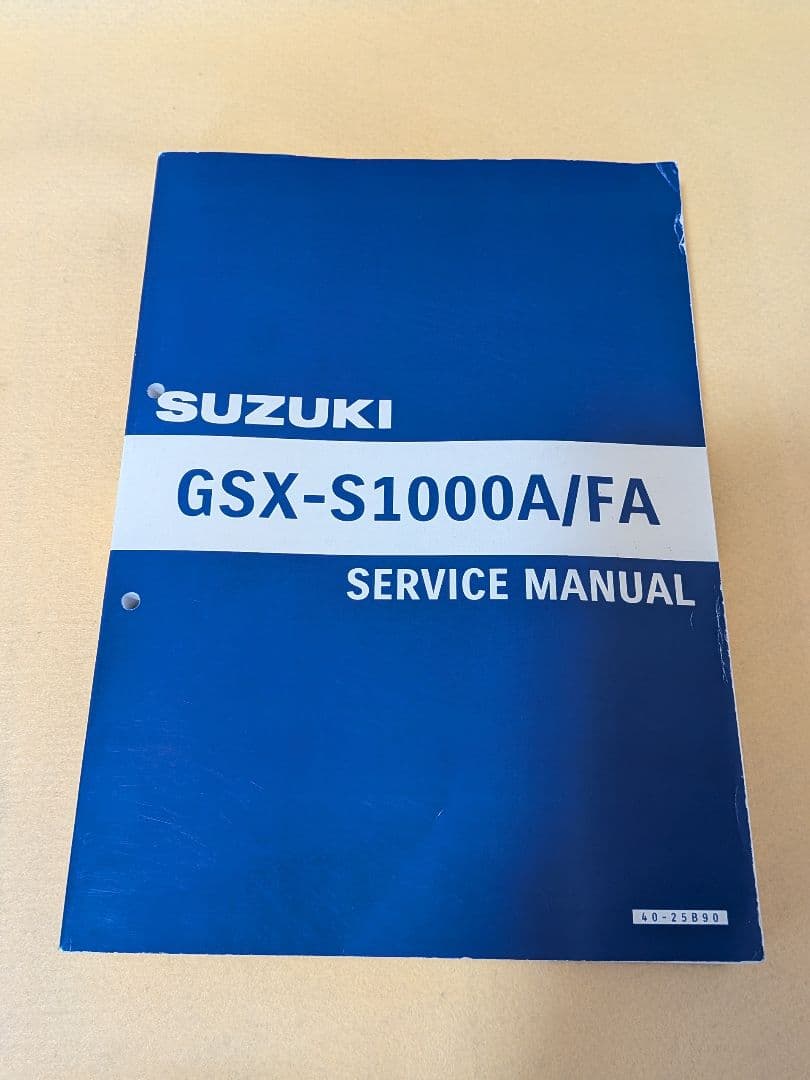 SUZUKI
GSX-S1000A/FA
SERVICE MANUAL
40-25B90